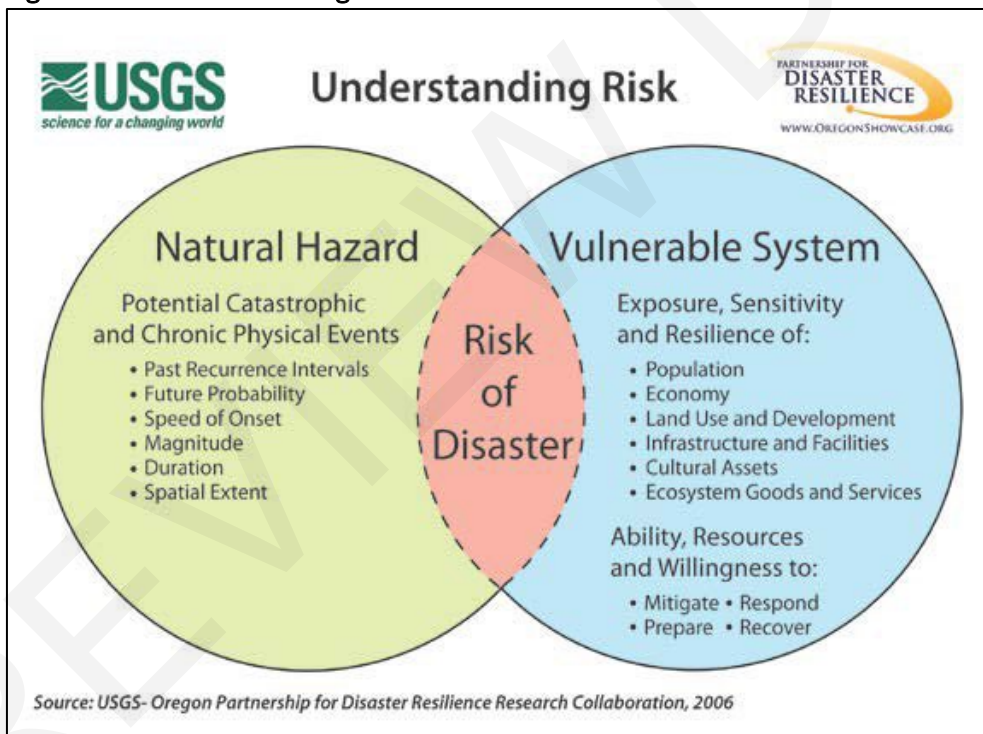 USGS
science for a changing world
Understanding Risk
PARTNERSHIP FOR
DISASTER
RESILIENCE
WWW.OREGONSHOWCASE.ORG
Natural Hazard
Potential Catastrophic
and Chronic Physical Events
• Past Recurrence Intervals
• Future Probability
• Speed of Onset
• Magnitude
• Duration
• Spatial Extent
Risk
of
Disaster
Vulnerable System
Exposure, Sensitivity
and Resilience of:
• Population
• Economy
• Land Use and Development
• Infrastructure and Facilities
• Cultural Assets
• Ecosystem Goods and Services
Ability, Resources
and Willingness to:
• Mitigate • Respond
• Prepare • Recover
Source: USGS- Oregon Partnership for Disaster Resilience Research Collaboration, 2006
REVIEW